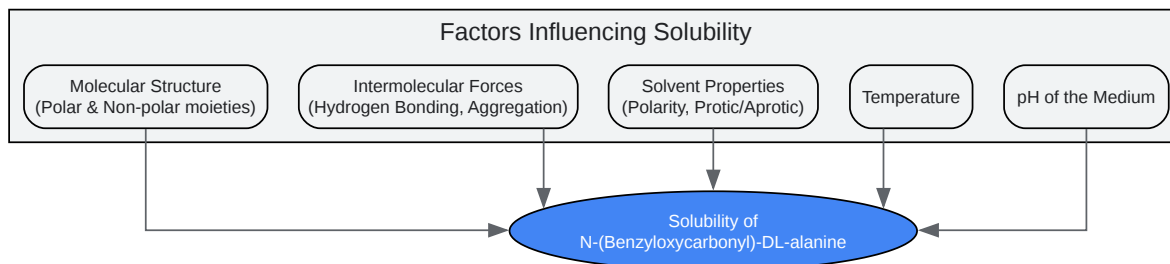 Factors Influencing Solubility
Molecular Structure
(Polar & Non-polar moieties)
Intermolecular Forces
(Hydrogen Bonding, Aggregation)
Solvent Properties
(Polarity, Protic/Aprotic)
Temperature
pH of the Medium
Solubility of
N-(Benzyloxycarbonyl)-DL-alanine